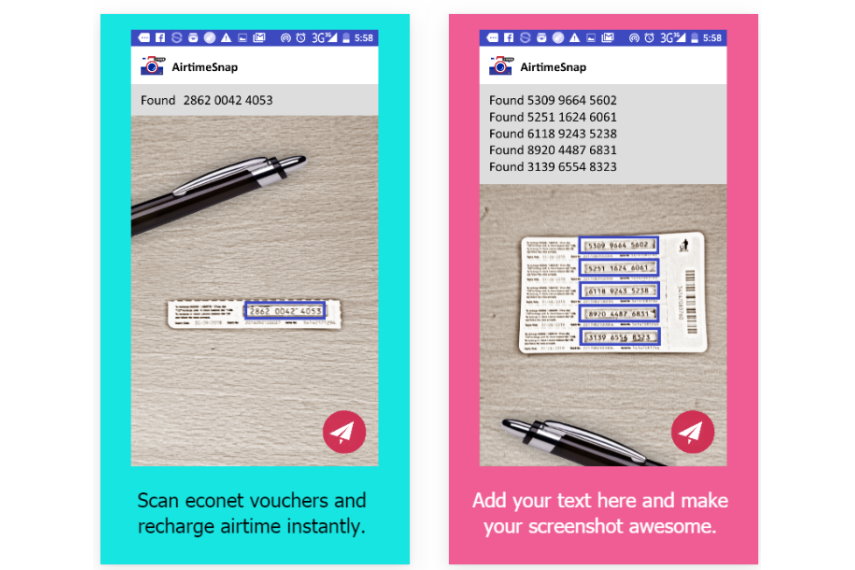 3G 5:58
AirtimeSnap
Found 2862 0042 4053
2862 0042 4053
Scan econet vouchers and
recharge airtime instantly.
3G 5:58
AirtimeSnap
Found 5309 9664 5602
Found 5251 1624 6061
Found 6118 9243 5238
Found 8920 4487 6831
Found 3139 6554 8323
5309 9664 5602
5251 1624 6061
6118 9243 5238
8920 4487 6831
3139 6556 8323
Add your text here and make
your screenshot awesome.